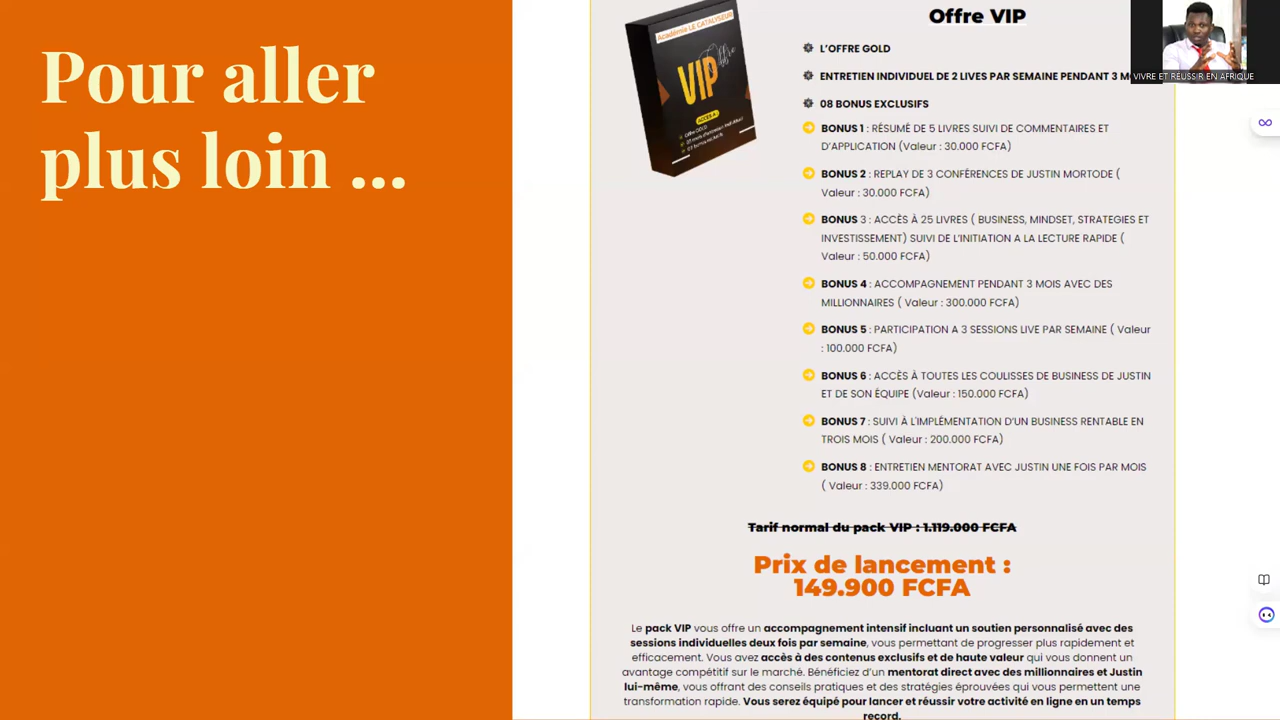 Pour aller
plus loin ...
Académie LE CATALYSEUR
Offre
VIP
ACCÈS À :
Offre GOLD
Offre VIP
L'OFFRE GOLD
ENTRETIEN INDIVIDUEL DE 2 LIVES PAR SEMAINE PENDANT 3
VIVRE ET RÉUSSIR EN AFRIQUE
08 BONUS EXCLUSIFS
BONUS 1 : RÉSUMÉ DE 5 LIVRES SUIVI DE COMMENTAIRES ET
D'APPLICATION (Valeur : 30.000 FCFA)
BONUS 2 : REPLAY DE 3 CONFÉRENCES DE JUSTIN MORTODE (
Valeur : 30.000 FCFA)
BONUS 3 : ACCÈS À 25 LIVRES ( BUSINESS, MINDSET, STRATEGIES ET
INVESTISSEMENT) SUIVI DE L'INITIATION A LA LECTURE RAPIDE (
Valeur : 50.000 FCFA)
BONUS 4 : ACCOMPAGNEMENT PENDANT 3 MOIS AVEC DES
MILLIONNAIRES ( Valeur : 300.000 FCFA)
BONUS 5 : PARTICIPATION A 3 SESSIONS LIVE PAR SEMAINE ( Valeur
: 100.000 FCFA)
BONUS 6 : ACCÈS À TOUTES LES COULISSES DE BUSINESS DE JUSTIN
ET DE SON ÉQUIPE (Valeur : 150.000 FCFA)
BONUS 7 : SUIVI À L'IMPLÉMENTATION D'UN BUSINESS RENTABLE EN
TROIS MOIS ( Valeur : 200.000 FCFA)
BONUS 8 : ENTRETIEN MENTORAT AVEC JUSTIN UNE FOIS PAR MOIS
( Valeur : 339.000 FCFA)
Tarif normal du pack VIP : 1.119.000 FCFA
Prix de lancement :
149.900 FCFA
Le pack VIP vous offre un accompagnement intensif incluant un soutien personnalisé avec des
sessions individuelles deux fois par semaine, vous permettant de progresser plus rapidement et
efficacement. Vous avez accès à des contenus exclusifs et de haute valeur qui vous donnent un
avantage compétitif sur le marché. Bénéficiez d'un mentorat direct avec des millionnaires et Justin
lui-même, vous offrant des conseils pratiques et des stratégies éprouvées qui vous permettent une
transformation rapide. Vous serez équipé pour lancer et réussir votre activité en ligne en un temps
record.